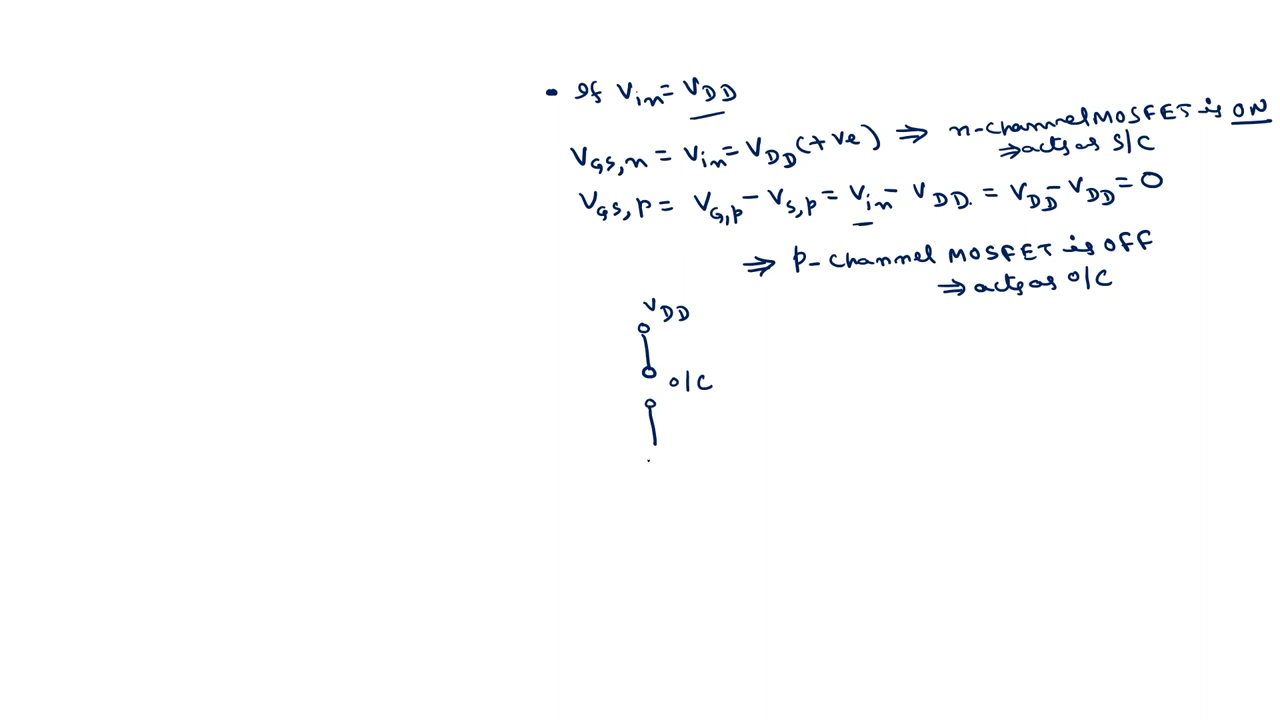 • If Vin = VDD
VGS,n = Vin = VDD (+ve) ⇒ n-channel MOSFET is ON
⇒ acts as S/C
VGS,p = VG,p - VS,p = Vin - VDD. = VDD - VDD = 0
⇒ p-channel MOSFET is OFF
⇒ acts as O/C
VDD
O/C